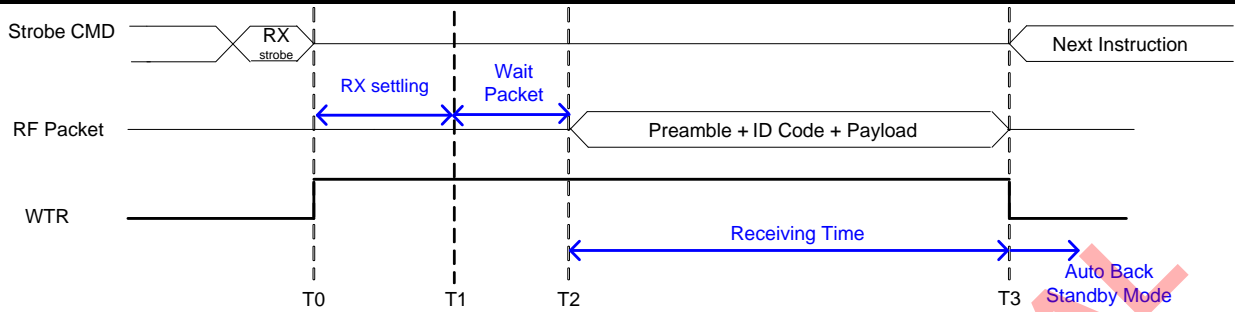 Strobe CMD
RX
strobe
Next Instruction
RX settling
Wait
Packet
RF Packet
Preamble + ID Code + Payload
WTR
Receiving Time
T0
T1
T2
T3
Auto Back
Standby Mode